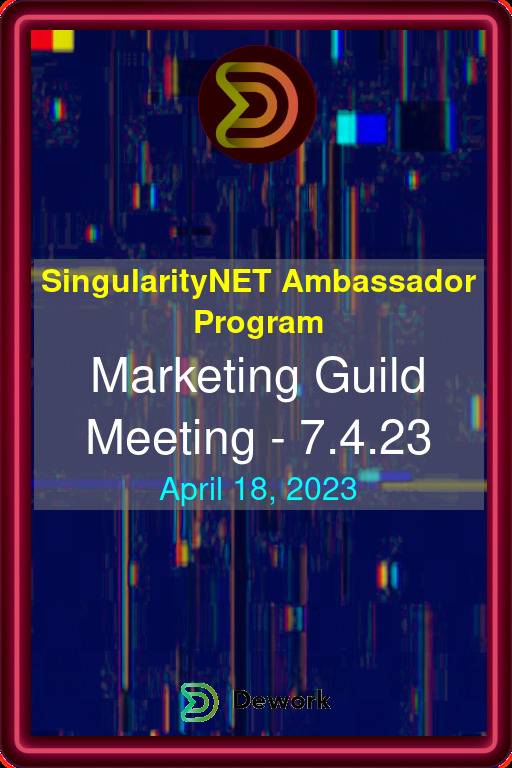 SingularityNET Ambassador
Program
Marketing Guild
Meeting - 7.4.23
April 18, 2023
Dework